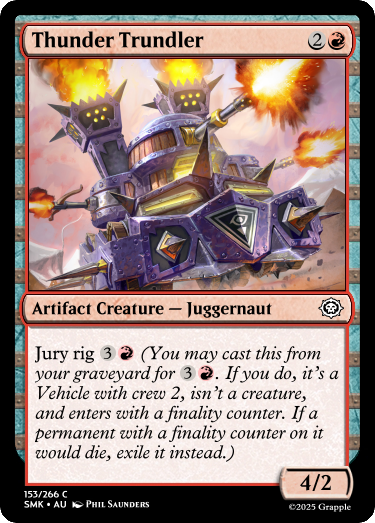 Thunder Trundler 2
Artifact Creature — Juggernaut
Jury rig 3 (You may cast this from
your graveyard for 3 . If you do, it's a
Vehicle with crew 2, isn't a creature,
and enters with a finality counter. If a
permanent with a finality counter on it
would die, exile it instead.)
4/2
153/266 C
SMK • AU Phil Saunders
©2025 Grapple